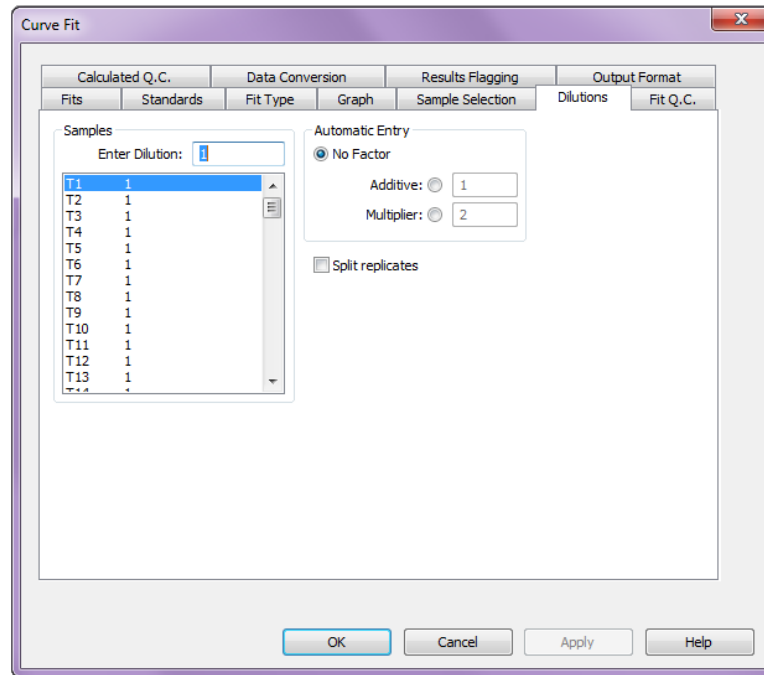 Curve Fit
Calculated Q.C. Data Conversion Results Flagging Output Format
Fits Standards Fit Type Graph Sample Selection Dilutions Fit Q.C.
Samples
Enter Dilution: 1
T1 1
T2 1
T3 1
T4 1
T5 1
T6 1
T7 1
T8 1
T9 1
T10 1
T11 1
T12 1
T13 1
T14 1
Automatic Entry
No Factor
Additive: 1
Multiplier: 2
Split replicates
OK Cancel Apply Help